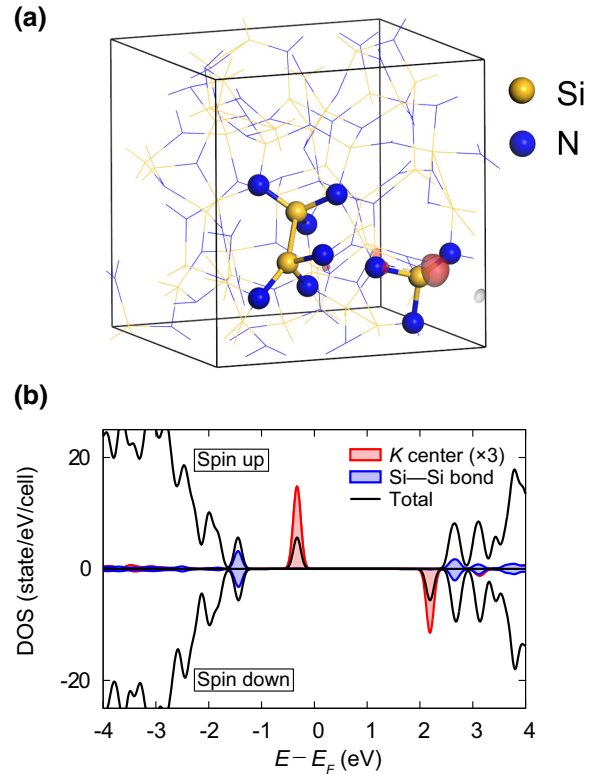 (a)
Si
N
(b)
DOS (state/eV/cell)
20
0
-20
Spin up
Spin down
K center (×3)
Si—Si bond
Total
-4 -3 -2 -1 0 1 2 3 4
E − E_F (eV)